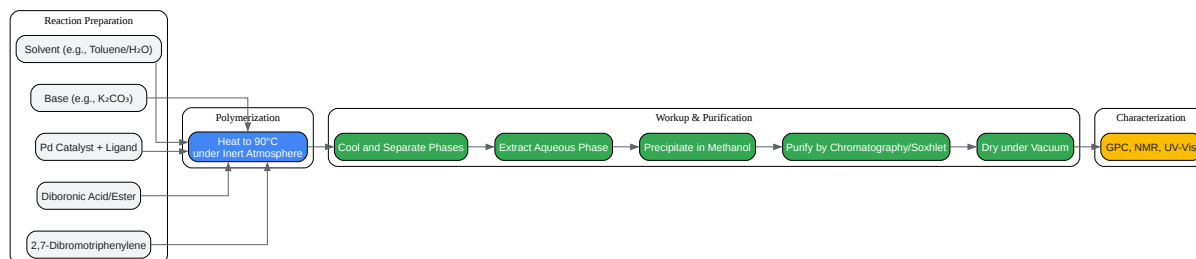 Reaction Preparation
Solvent (e.g., Toluene/H₂O)
Base (e.g., K₂CO₃)
Pd Catalyst + Ligand
Diboronic Acid/Ester
2,7-Dibromotriphenylene
Polymerization
Heat to 90°C
under Inert Atmosphere
Workup & Purification
Cool and Separate Phases
Extract Aqueous Phase
Precipitate in Methanol
Purify by Chromatography/Soxhlet
Dry under Vacuum
Characterization
GPC, NMR, UV-Vis